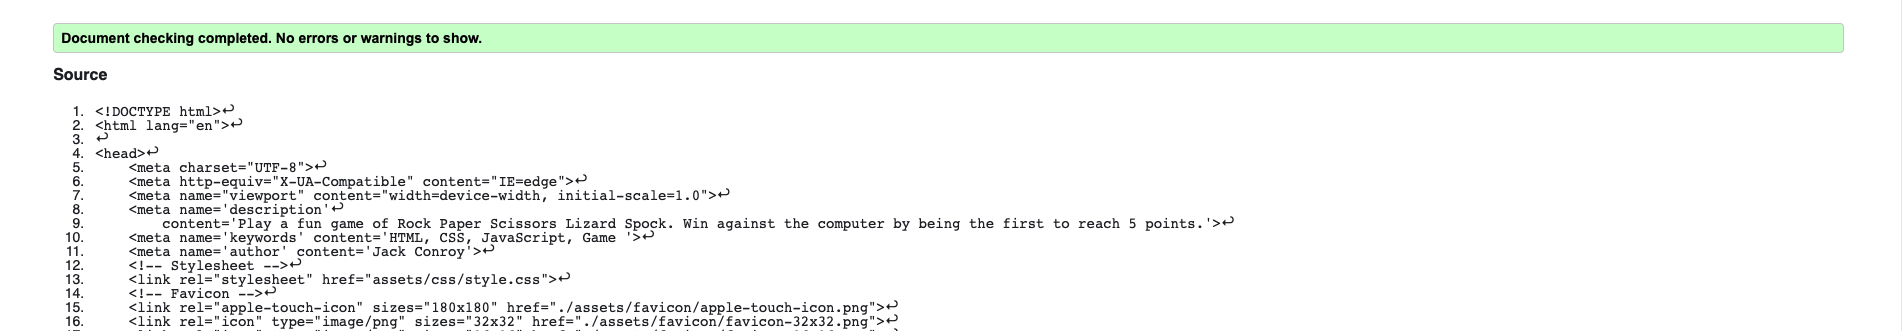 Document checking completed. No errors or warnings to show.
Source
1. <!DOCTYPE html>↩
2. <html lang="en">↩
3. ↩
4. <head>↩
5.     <meta charset="UTF-8">↩
6.     <meta http-equiv="X-UA-Compatible" content="IE=edge">↩
7.     <meta name="viewport" content="width=device-width, initial-scale=1.0">↩
8.     <meta name='description'↩
9.         content='Play a fun game of Rock Paper Scissors Lizard Spock. Win against the computer by being the first to reach 5 points.'>↩
10.     <meta name='keywords' content='HTML, CSS, JavaScript, Game '>↩
11.     <meta name='author' content='Jack Conroy'>↩
12.     <!-- Stylesheet -->↩
13.     <link rel="stylesheet" href="assets/css/style.css">↩
14.     <!-- Favicon -->↩
15.     <link rel="apple-touch-icon" sizes="180x180" href="./assets/favicon/apple-touch-icon.png">↩
16.     <link rel="icon" type="image/png" sizes="32x32" href="./assets/favicon/favicon-32x32.png">↩